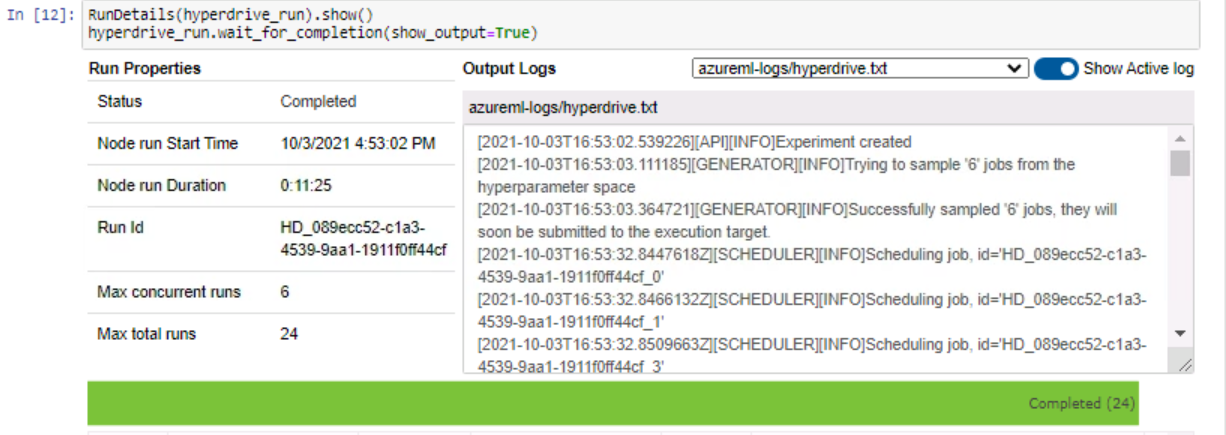 In [12]: RunDetails(hyperdrive_run).show()
hyperdrive_run.wait_for_completion(show_output=True)
Run Properties
Status Completed
Node run Start Time 10/3/2021 4:53:02 PM
Node run Duration 0:11:25
Run Id HD_089ecc52-c1a3-
4539-9aa1-1911f0ff44cf
Max concurrent runs 6
Max total runs 24
Output Logs azureml-logs/hyperdrive.txt Show Active log
azureml-logs/hyperdrive.txt
[2021-10-03T16:53:02.539226][API][INFO]Experiment created
[2021-10-03T16:53:03.111185][GENERATOR][INFO]Trying to sample '6' jobs from the
hyperparameter space
[2021-10-03T16:53:03.364721][GENERATOR][INFO]Successfully sampled '6' jobs, they will
soon be submitted to the execution target.
[2021-10-03T16:53:32.8447618Z][SCHEDULER][INFO]Scheduling job, id='HD_089ecc52-c1a3-
4539-9aa1-1911f0ff44cf_0'
[2021-10-03T16:53:32.8466132Z][SCHEDULER][INFO]Scheduling job, id='HD_089ecc52-c1a3-
4539-9aa1-1911f0ff44cf_1'
[2021-10-03T16:53:32.8509663Z][SCHEDULER][INFO]Scheduling job, id='HD_089ecc52-c1a3-
4539-9aa1-1911f0ff44cf_3'
Completed (24)